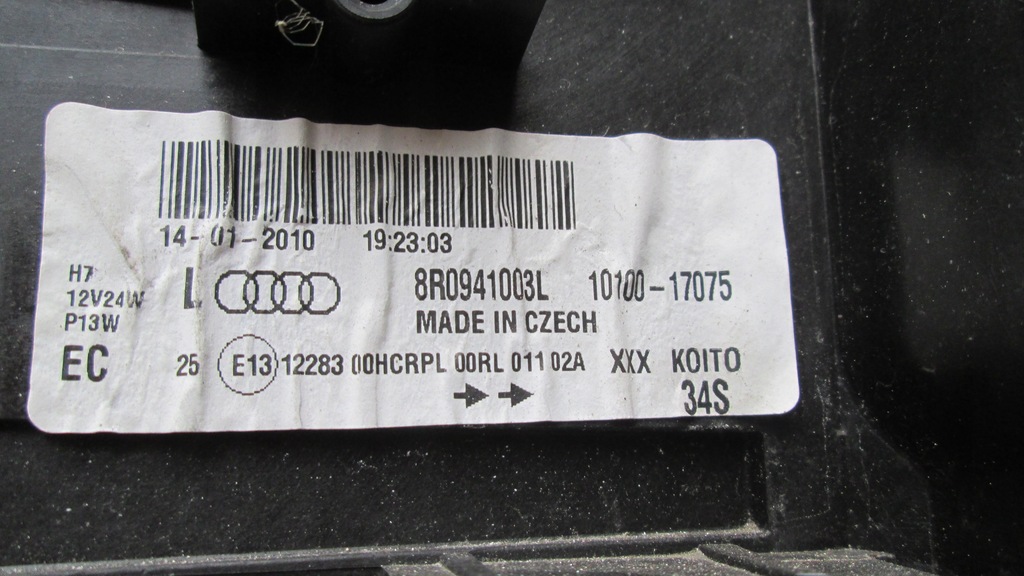 14-01-2010 19:23:03
H7
12V24W
P13W
L 8R0941003L 10100-17075
MADE IN CZECH
EC 25 E13 12283 00HCRPL 00RL 01 1 02A XXX KOITO
34S